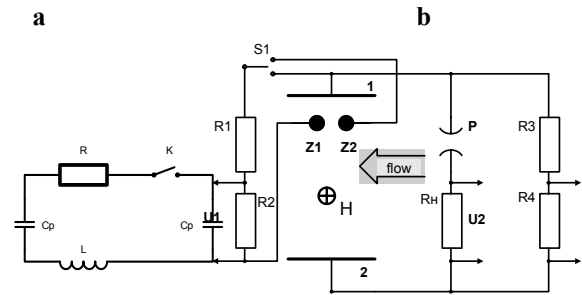 a b
S1
1
R1 P R3
Z1 Z2
R K
flow
R2 RH R4
Cp Cp U1 H U2
L
2